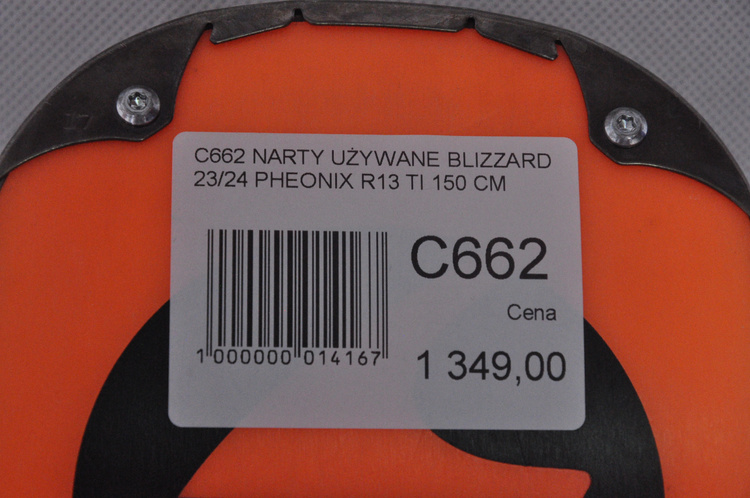 17
C662 NARTY UŻYWANE BLIZZARD
23/24 PHEONIX R13 TI 150 CM
C662
Cena
1 349,00
1 000000 014167